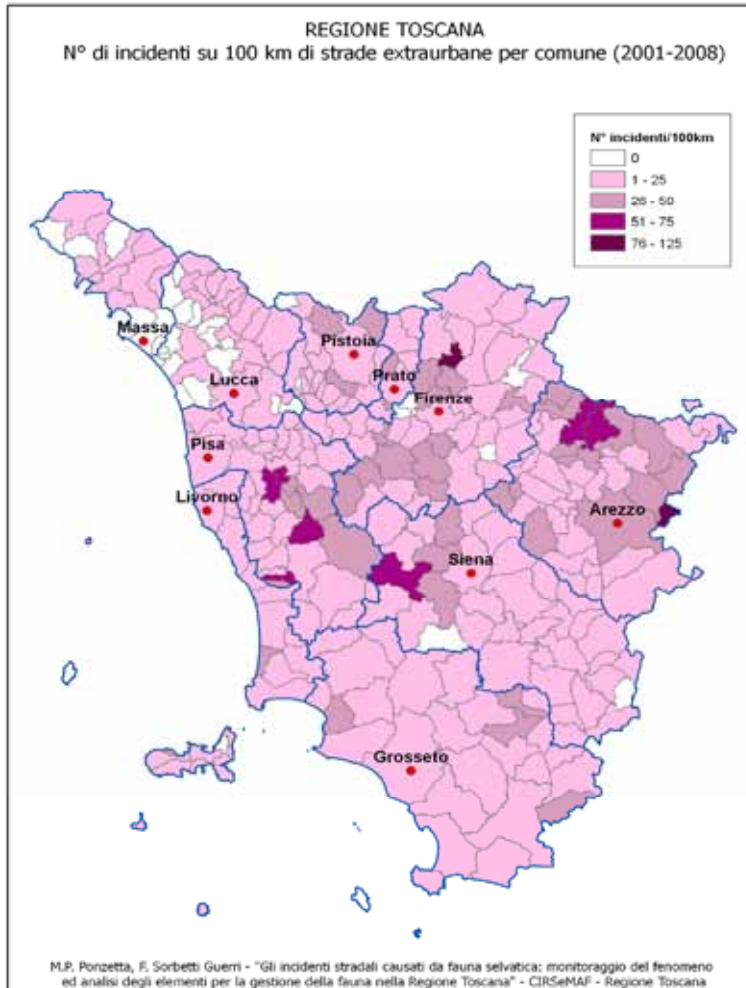 REGIONE TOSCANA
N° di incidenti su 100 km di strade extraurbane per comune (2001-2008)
N° incidenti/100km
0
1 - 25
26 - 50
51 - 75
76 - 125
Massa
Pistoia
Prato
Lucca
Firenze
Pisa
Livorno
Arezzo
Siena
Grosseto
M.P. Ponzetta, F. Sorbetti Guerri - "Gli incidenti stradali causati da fauna selvatica: monitoraggio del fenomeno
ed analisi degli elementi per la gestione della fauna nella Regione Toscana" - CIRSeMAF - Regione Toscana